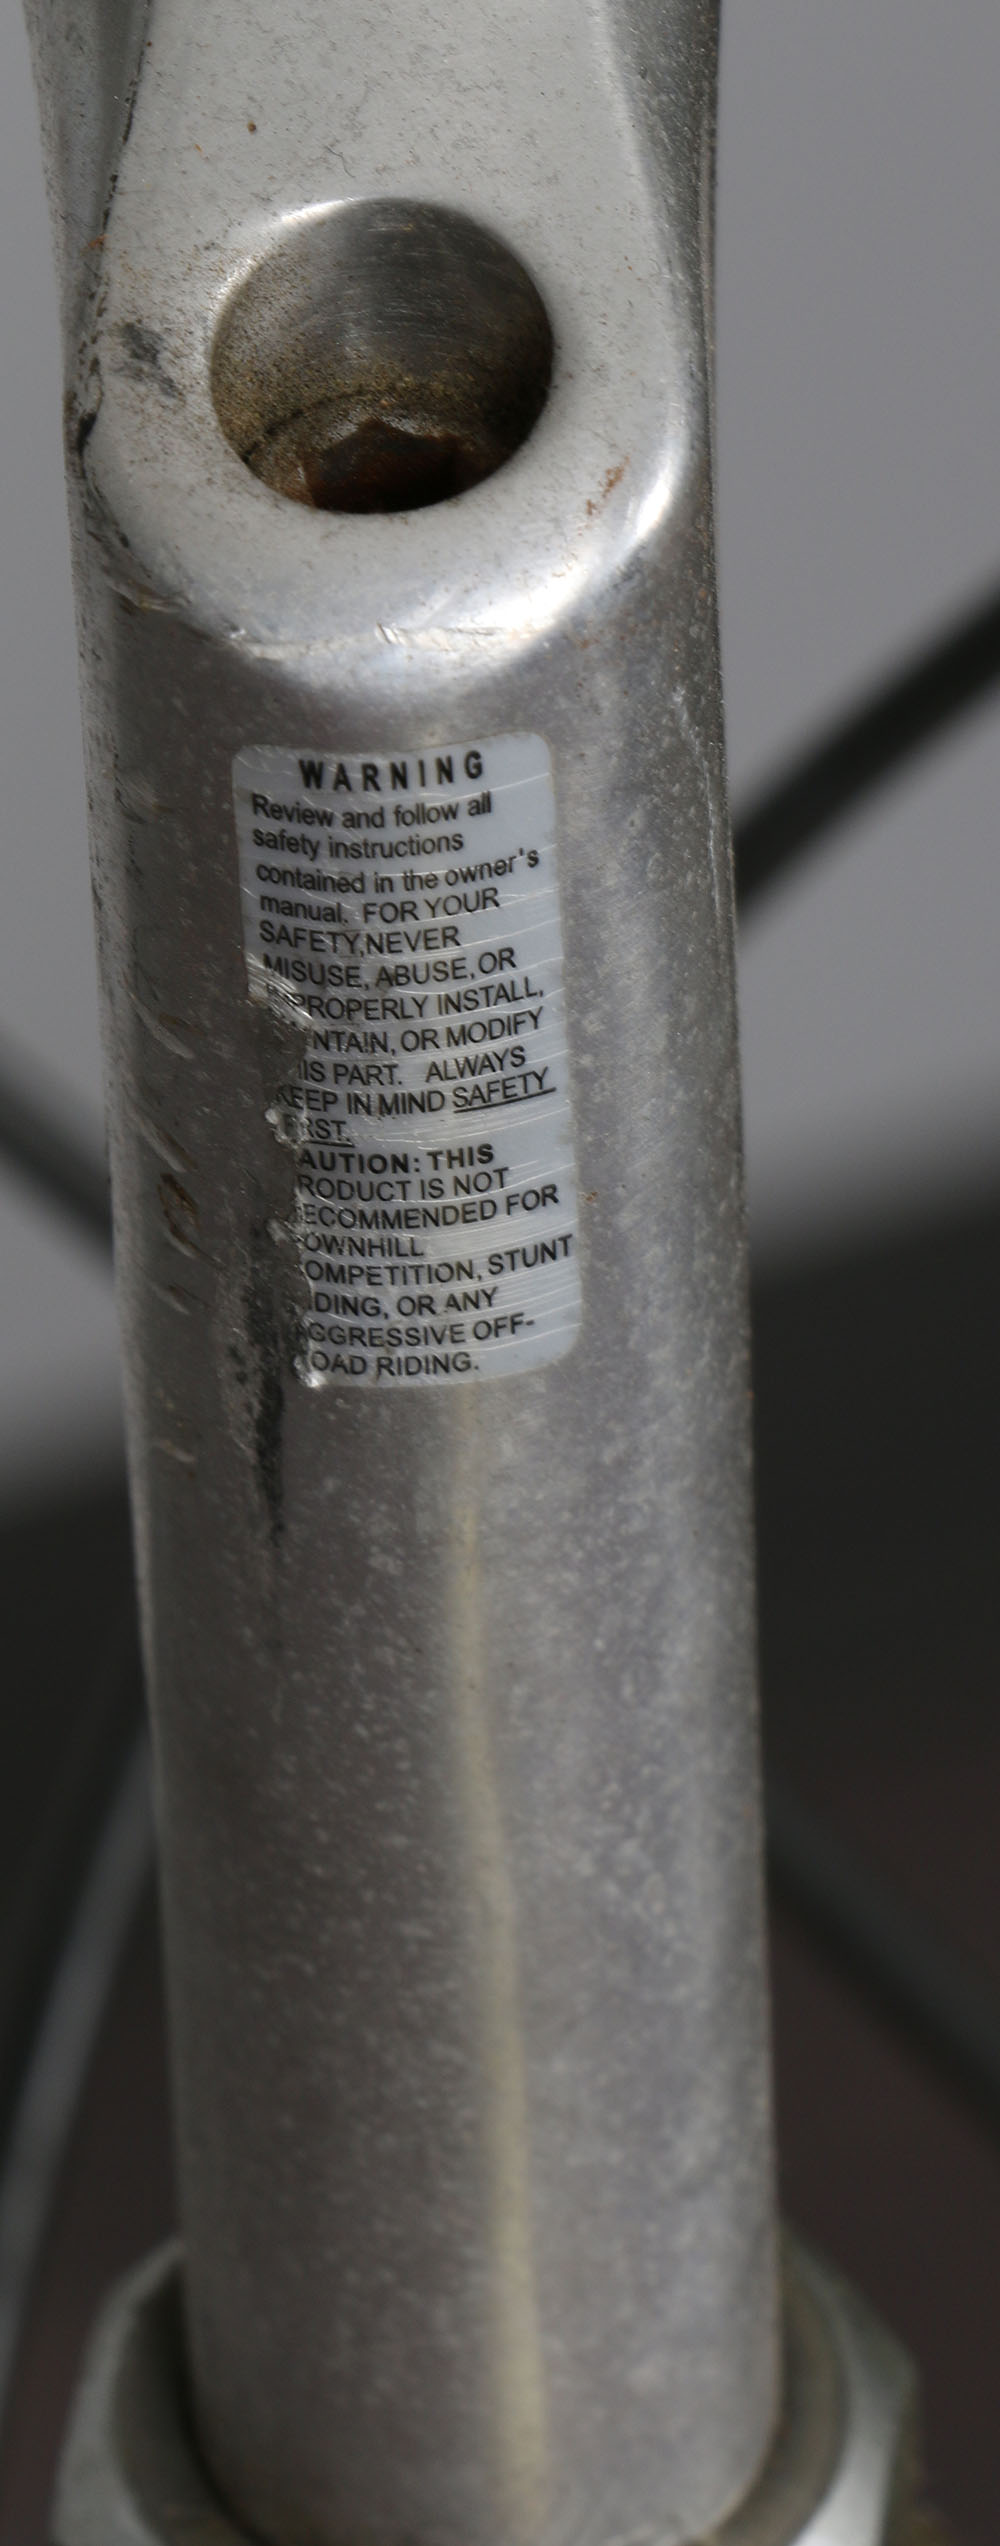 WARNING
Review and follow all
safety instructions
contained in the owner's
manual. FOR YOUR
SAFETY,NEVER
MISUSE, ABUSE, OR
PROPERLY INSTALL,
NTAIN, OR MODIFY
IS PART. ALWAYS
KEEP IN MIND SAFETY
RST.
AUTION: THIS
RODUCT IS NOT
ECOMMENDED FOR
OWNHILL
OMPETITION, STUNT
IDING, OR ANY
GGRESSIVE OFF-
OAD RIDING.